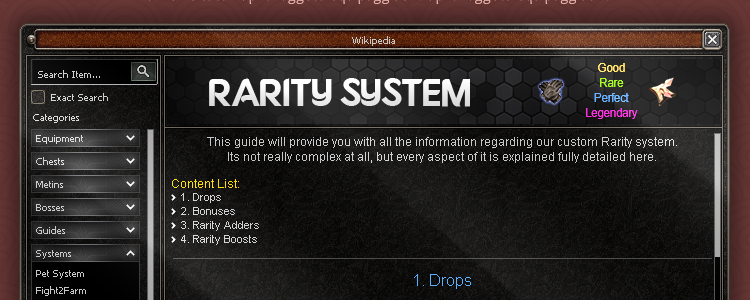 Wikipedia
Search Item...
Exact Search
Categories
Equipment
Chests
Metins
Bosses
Guides
Systems
Pet System
Fight2Farm
RARITY SYSTEM
Good
Rare
Perfect
Legendary
This guide will provide you with all the information regarding our custom Rarity system.
Its not really complex at all, but every aspect of it is explained fully detailed here.
Content List:
1. Drops
2. Bonuses
3. Rarity Adders
4. Rarity Boosts
1. Drops